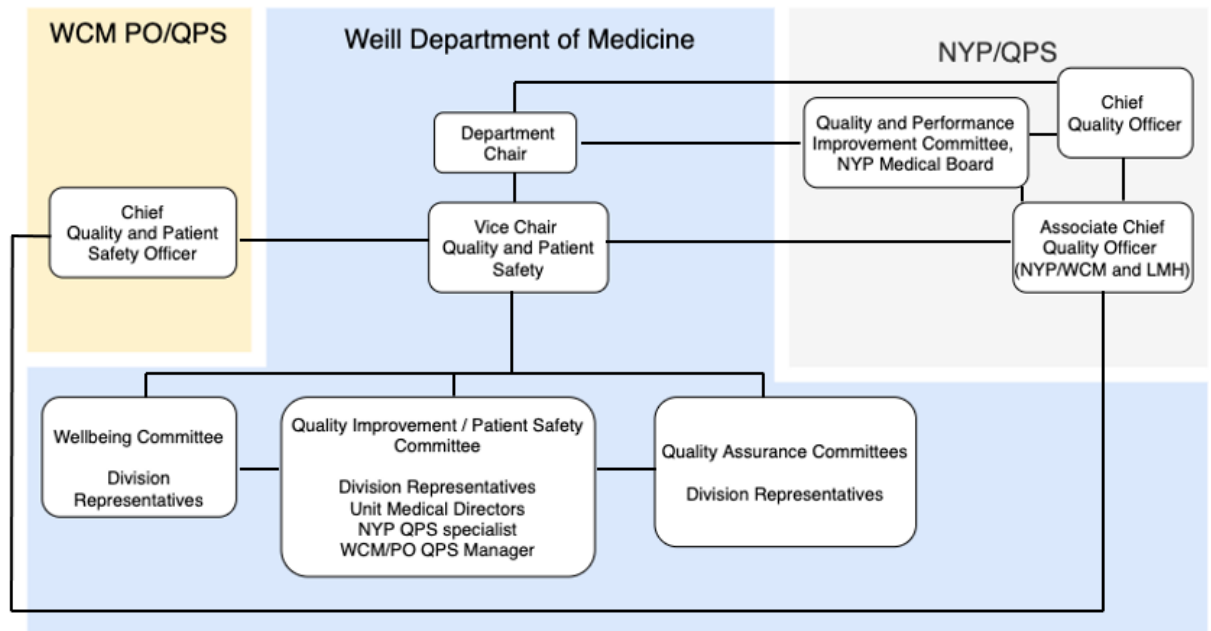 WCM PO/QPS
Weill Department of Medicine
NYP/QPS
Chief
Quality Officer
Quality and Performance
Improvement Committee,
NYP Medical Board
Department
Chair
Chief
Quality and Patient
Safety Officer
Vice Chair
Quality and Patient
Safety
Associate Chief
Quality Officer
(NYP/WCM and LMH)
Wellbeing Committee
Division
Representatives
Quality Improvement / Patient Safety
Committee
Division Representatives
Unit Medical Directors
NYP QPS specialist
WCM/PO QPS Manager
Quality Assurance Committees
Division Representatives